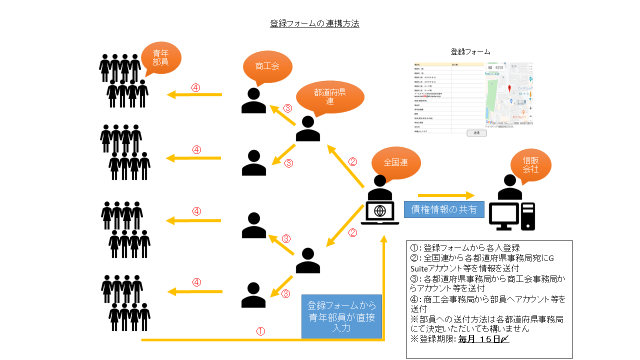 登録フォームの連携方法
青年
部員
商工会
都道府県
連
登録フォーム
全国連
信販
会社
④
③
②
債権情報の共有
④
③
④
③
②
④
③
登録フォームから
青年部員が直接
入力
①
①: 登録フォームから各人登録
②: 全国連から各都道府県事務局宛にG
Suiteアカウント等を情報を送付
③: 各都道府県事務局から商工会事務局か
らアカウント等を送付
④: 商工会事務局から部員へアカウント等を
送付
※部員への送付方法は各都道府県事務局
にて決定いただいても構いません
※登録期限: 毎月 15日〆